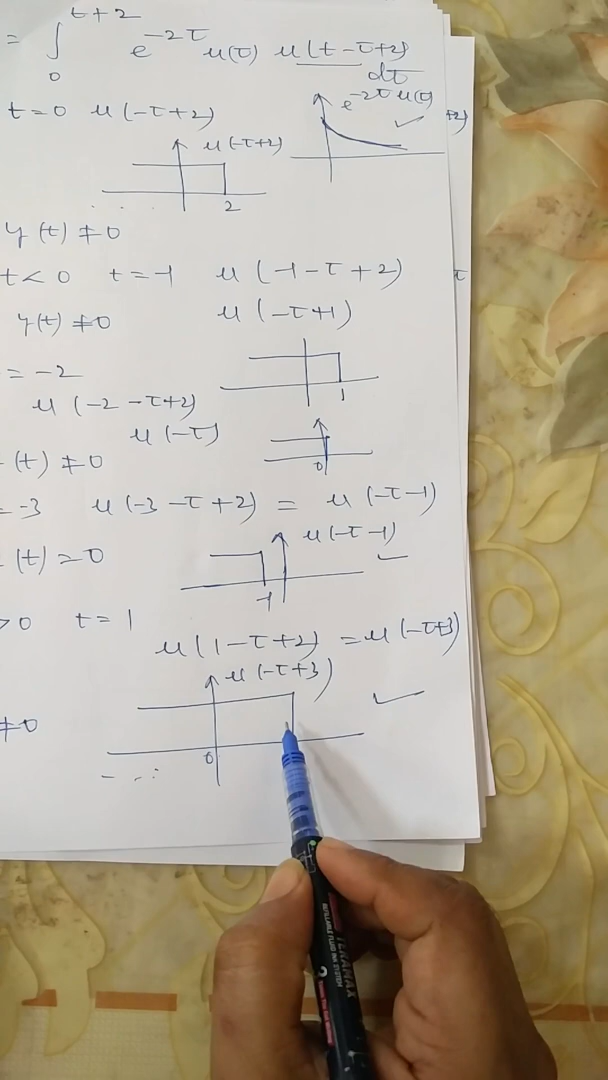 = ∫ t+2 0 e^-2τ u(τ) u(t-τ+2) dτ
t=0 u(-τ+2)
e^-2τ u(τ)
+2)
u(-τ+2)
2
y(t) ≠ 0
t<0 t=-1 u(-1-τ+2) τ
y(t) ≠ 0 u(-τ+1)
1
= -2
u(-2-τ+2)
u(-τ)
0
(t) ≠ 0
= -3 u(-3-τ+2) = u(-τ-1)
u(-τ-1)
(t) = 0
-1
>0 t=1
u(1-τ+2) = u(-τ+3)
u(-τ+3)
≠0
0
TERAMAX